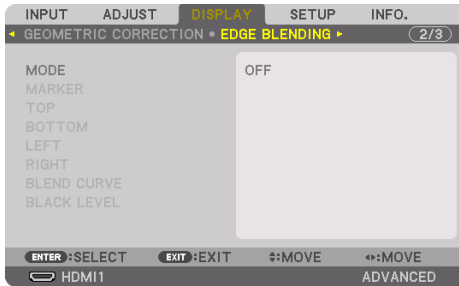 INPUT ADJUST DISPLAY SETUP INFO.
GEOMETRIC CORRECTION • EDGE BLENDING 2/3
MODE OFF
MARKER
TOP
BOTTOM
LEFT
RIGHT
BLEND CURVE
BLACK LEVEL
ENTER :SELECT EXIT :EXIT :MOVE :MOVE
HDMI1 ADVANCED